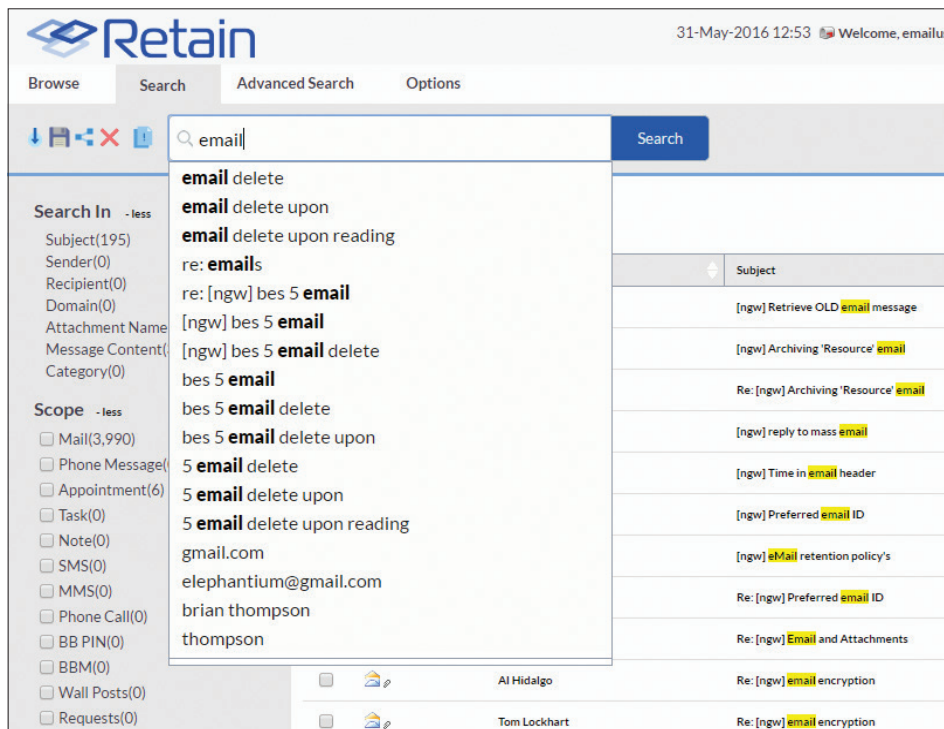 Retain
31-May-2016 12:53 Welcome, emailu
Browse Search Advanced Search Options
email Search
email delete
email delete upon
email delete upon reading
re: emails
re: [ngw] bes 5 email
[ngw] bes 5 email
[ngw] bes 5 email delete
bes 5 email
bes 5 email delete
bes 5 email delete upon
5 email delete
5 email delete upon
5 email delete upon reading
gmail.com
elephantium@gmail.com
brian thompson
thompson
Search In - less
Subject(195)
Sender(0)
Recipient(0)
Domain(0)
Attachment Name
Message Content(
Category(0)
Scope - less
Mail(3,990)
Phone Message(
Appointment(6)
Task(0)
Note(0)
SMS(0)
MMS(0)
Phone Call(0)
BB PIN(0)
BBM(0)
Wall Posts(0)
Requests(0)
Subject
[ngw] Retrieve OLD email message
[ngw] Archiving 'Resource' email
Re: [ngw] Archiving 'Resource' email
[ngw] reply to mass email
[ngw] Time in email header
[ngw] Preferred email ID
[ngw] eMail retention policy's
Re: [ngw] Preferred email ID
Re: [ngw] Email and Attachments
Al Hidalgo Re: [ngw] email encryption
Tom Lockhart Re: [ngw] email encryption